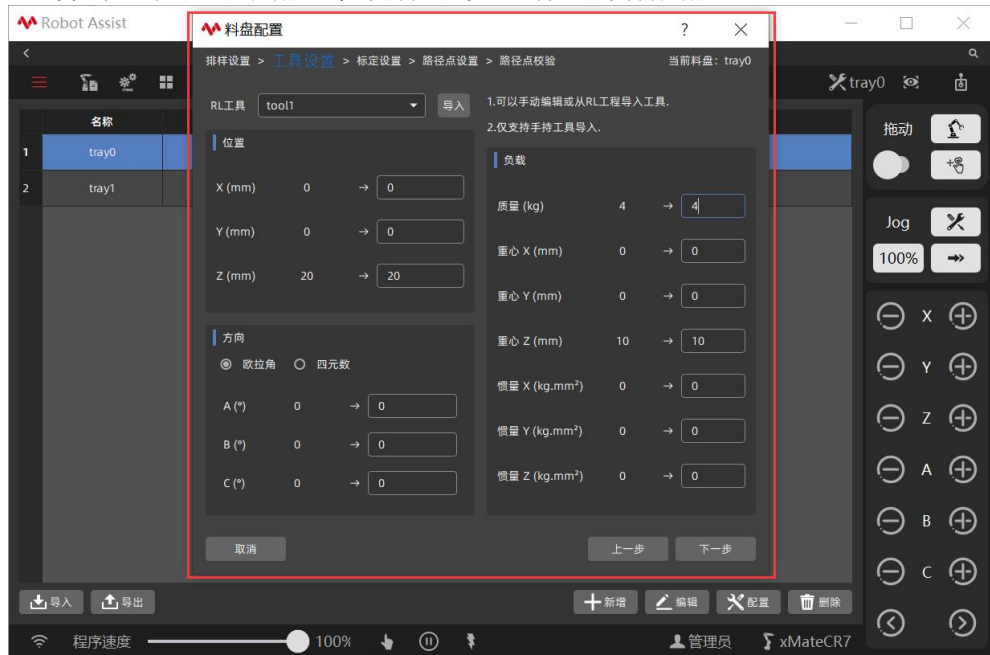 Robot Assist
料盘配置
?
排样设置 > 工具设置 > 标定设置 > 路径点设置 > 路径点校验
当前料盘：tray0
RL工具 tool1 导入
1.可以手动编辑或从RL工程导入工具.
2.仅支持手持工具导入.
位置
X (mm) 0 → 0
Y (mm) 0 → 0
Z (mm) 20 → 20
方向
欧拉角 四元数
A (°) 0 → 0
B (°) 0 → 0
C (°) 0 → 0
负载
质量 (kg) 4 → 4
重心 X (mm) 0 → 0
重心 Y (mm) 0 → 0
重心 Z (mm) 10 → 10
惯量 X (kg.mm²) 0 → 0
惯量 Y (kg.mm²) 0 → 0
惯量 Z (kg.mm²) 0 → 0
取消 上一步 下一步
名称
1 tray0
2 tray1
tray0
拖动
Jog
100%
X
Y
Z
A
B
C
导入 导出 新增 编辑 配置 删除
程序速度 100% 管理员 xMateCR7